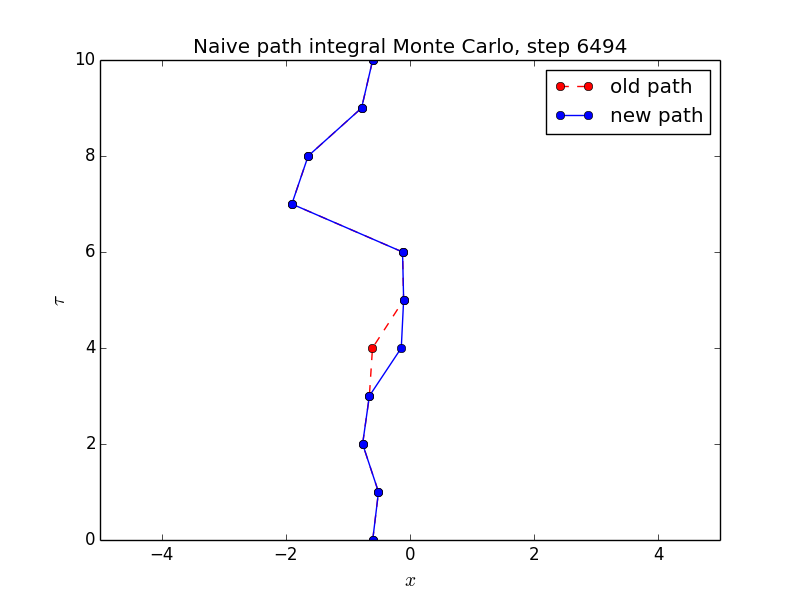 Naive path integral Monte Carlo, step 6494
old path
new path
10
8
6
4
2
0
τ
−4 −2 0 2 4
x